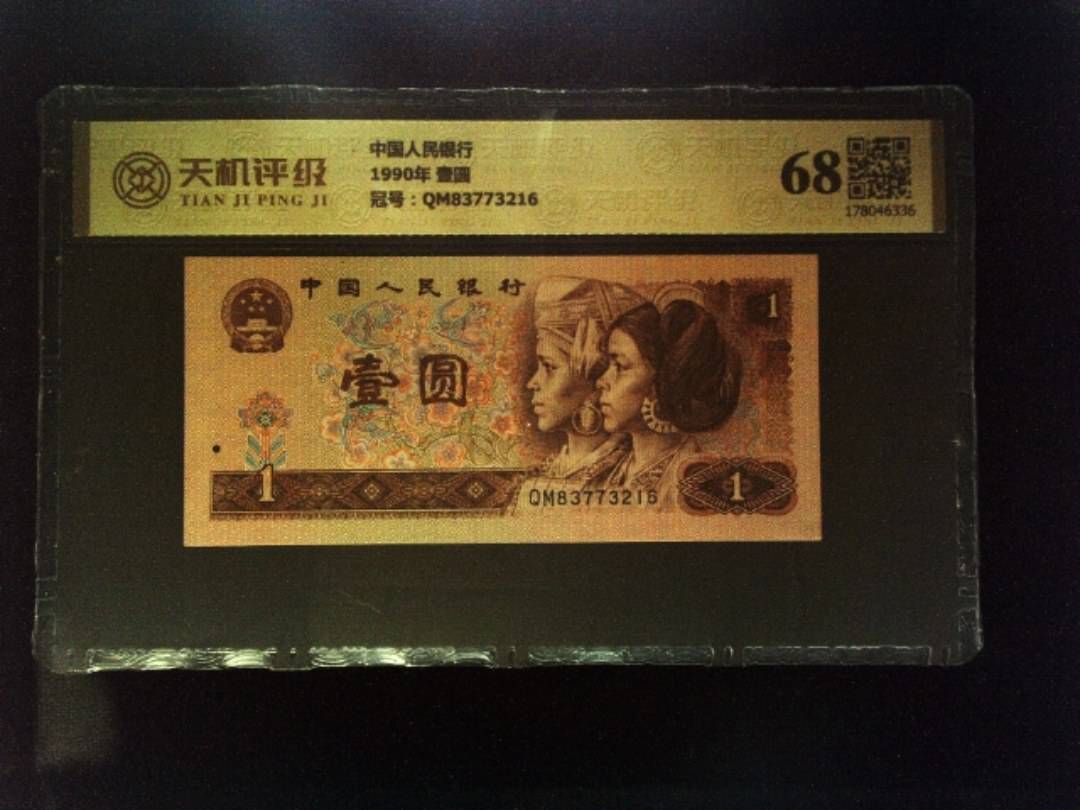 天机评级
TIAN JI PING JI
中国人民银行
1990年 壹圆
冠号：QM83773216
68
178046336
中国人民银行
1
壹圆
1
QM83773216
1